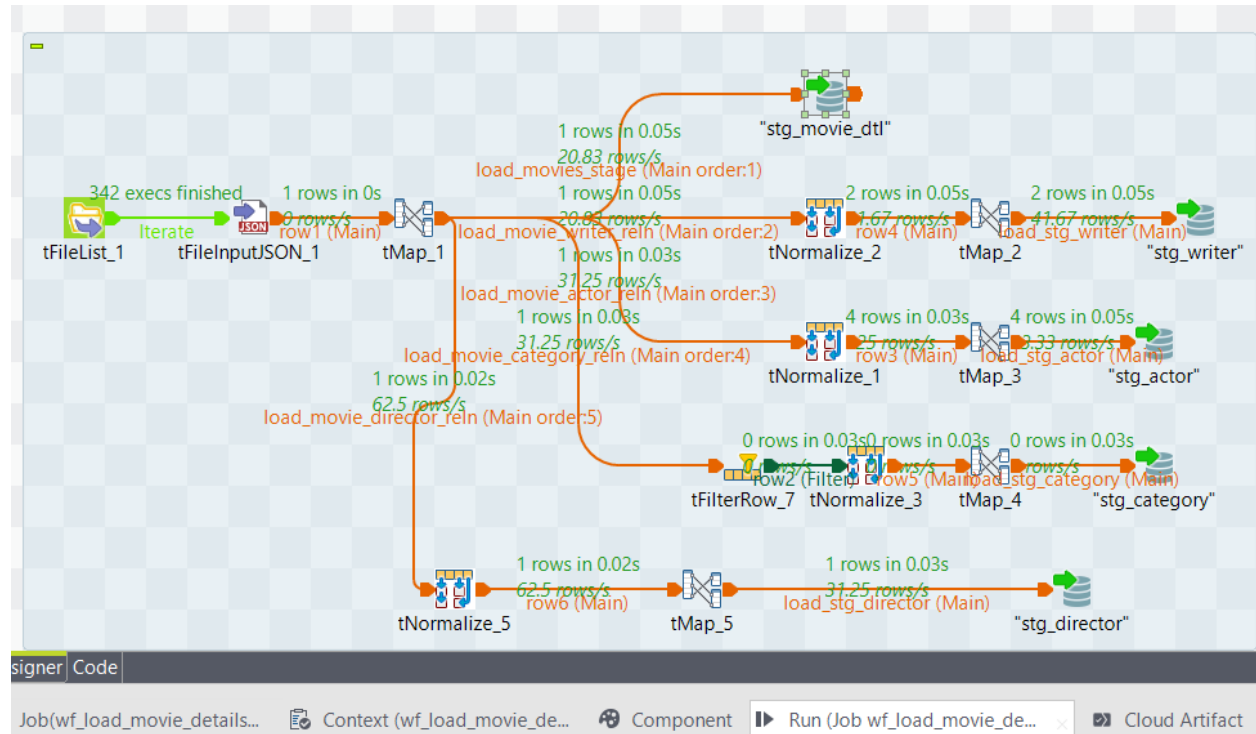 "stg_movie_dtl"
1 rows in 0.05s
20.83 rows/s
load_movies_stage (Main order:1)
342 execs finished
Iterate
1 rows in 0s
0 rows/s
row1 (Main)
1 rows in 0.05s
load_movie_writer_reln (Main order:2)
2 rows in 0.05s
row4 (Main)
2 rows in 0.05s
41.67 rows/s
load_stg_writer (Main)
tFileList_1
tFileInputJSON_1
JSON
tMap_1
tNormalize_2
tMap_2
"stg_writer"
1 rows in 0.03s
31.25 rows/s
load_movie_actor_reln (Main order:3)
1 rows in 0.03s
31.25 rows/s
load_movie_category_reln (Main order:4)
4 rows in 0.03s
row3 (Main)
4 rows in 0.05s
load_stg_actor (Main)
tNormalize_1
tMap_3
"stg_actor"
1 rows in 0.02s
62.5 rows/s
load_movie_director_reln (Main order:5)
0 rows in 0.03s
row2 (Filter)
0 rows in 0.03s
row5 (Main)
0 rows in 0.03s
load_stg_category (Main)
tFilterRow_7
tNormalize_3
tMap_4
"stg_category"
1 rows in 0.02s
62.5 rows/s
row6 (Main)
1 rows in 0.03s
31.25 rows/s
load_stg_director (Main)
tNormalize_5
tMap_5
"stg_director"
signer
Code
Job(wf_load_movie_details...
Context (wf_load_movie_de...
Component
Run (Job wf_load_movie_de...
Cloud Artifact